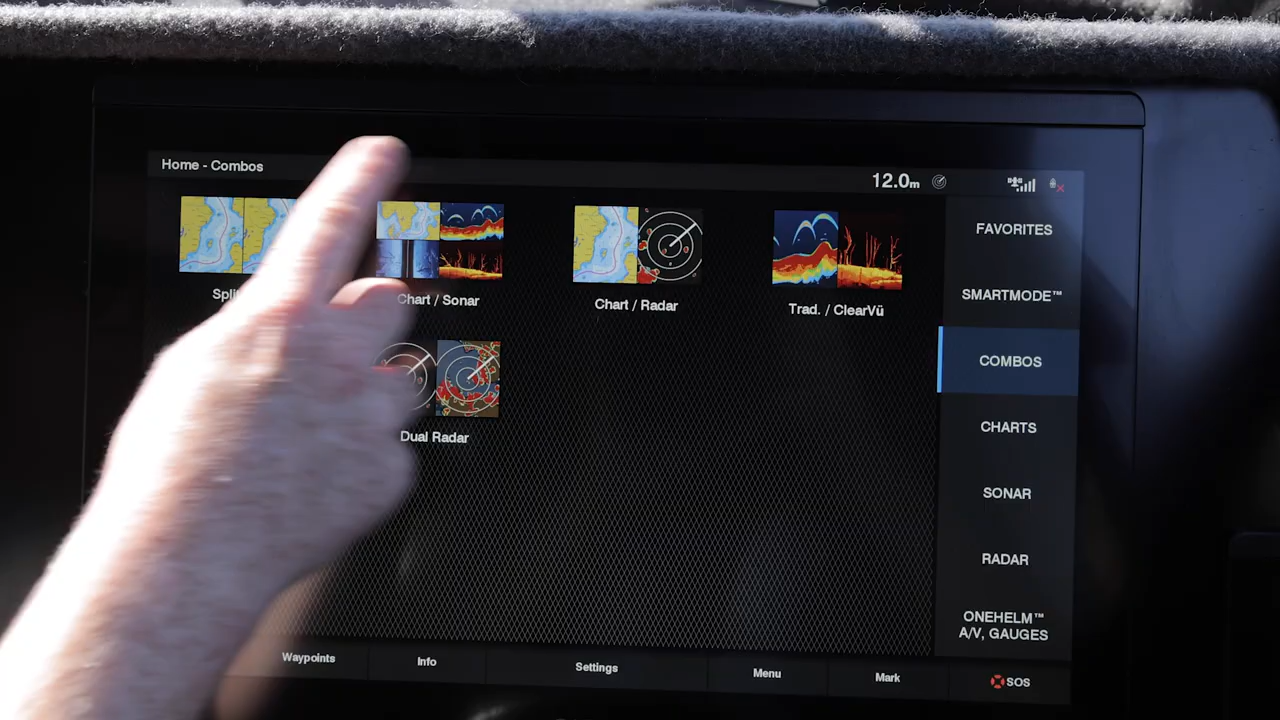 Home - Combos
12.0m
Chart / Sonar
Chart / Radar
Trad. / ClearVü
Dual Radar
FAVORITES
SMARTMODE™
COMBOS
CHARTS
SONAR
RADAR
ONEHELM™
A/V, GAUGES
Waypoints
Info
Settings
Menu
Mark
SOS